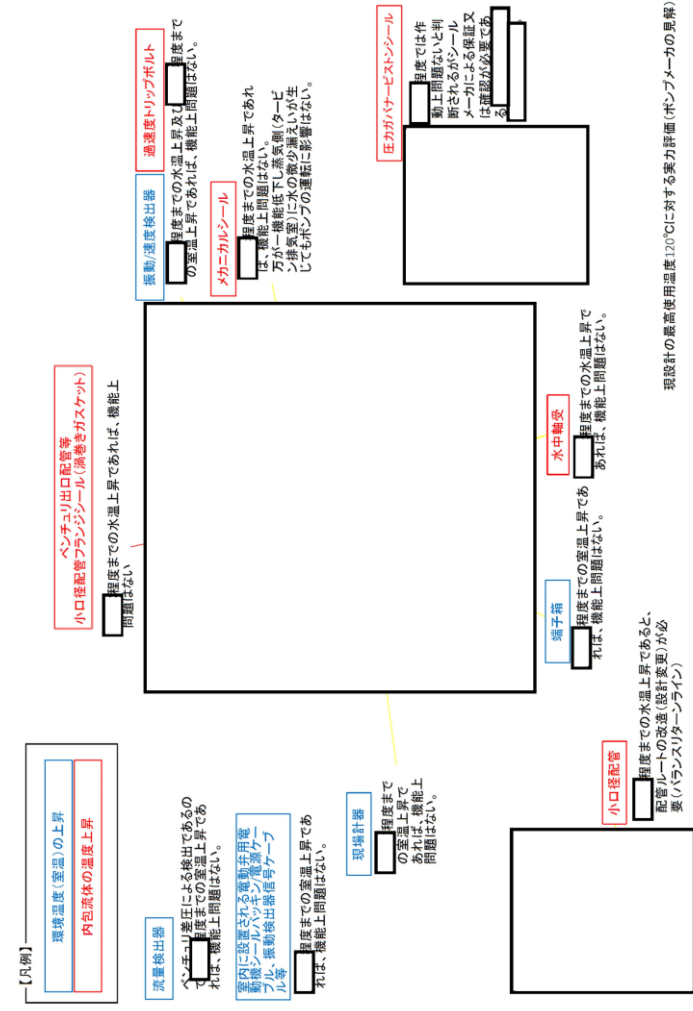 【凡例】
環境温度（室温）の上昇
内包流体の温度上昇
ベンチュリ出口配管等
小口径配管フランジシール（渦巻きガスケット）
程度までの水温上昇であれば、機能上
問題はない
振動/速度検出器
過速度トリップボルト
程度までの水温上昇及び
程度まで
の室温上昇であれば、機能上問題はない。
メカニカルシール
程度までの水温上昇であれ
ば、機能上問題はない。
万が一機能低下し蒸気側（タービ
ン排気室）に水の微少漏えいが生
じてもポンプの運転に影響はない。
流量検出器
ベンチュリ差圧による検出であるの
で
程度までの室温上昇であ
れば、機能上問題はない。
室内に設置される電動弁用電
動機シールパッキン/電源ケー
ブル、振動検出器信号ケーブ
ル等
程度までの室温上昇であ
れば、機能上問題はない。
現場計器
程度まで
の室温上昇で
あれば、機能上
問題はない。
圧力ガバナーピストンシール
程度では作
動上問題ないと判
断されるがシール
メーカによる保証又
は確認が必要であ
る
端子箱
程度までの室温上昇であ
れば、機能上問題はない。
水中軸受
程度までの水温上昇で
あれば、機能上問題はない。
小口径配管
程度までの水温上昇であると、
配管ルートの改造（設計変更）が必
要（バランスリターンライン）
現設計の最高使用温度120℃に対する実力評価（ポンプメーカの見解）